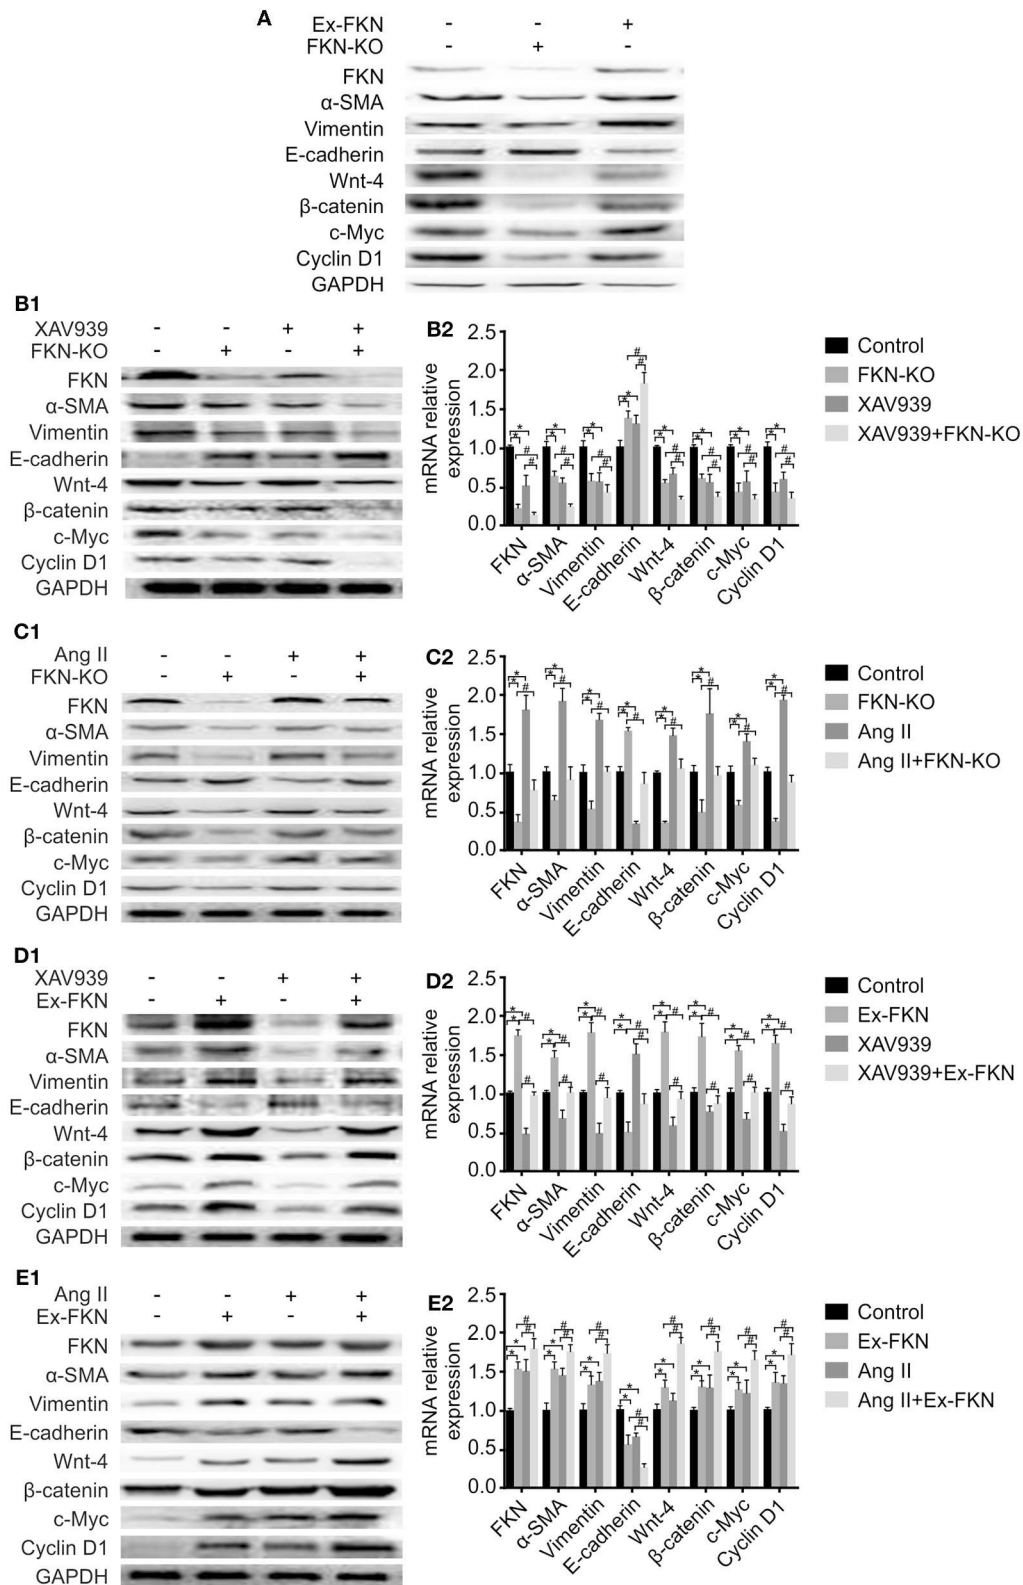 A
Ex-FKN - - +
FKN-KO - + -
FKN
α-SMA
Vimentin
E-cadherin
Wnt-4
β-catenin
c-Myc
Cyclin D1
GAPDH
B1
XAV939 - - + +
FKN-KO - + - +
FKN
α-SMA
Vimentin
E-cadherin
Wnt-4
β-catenin
c-Myc
Cyclin D1
GAPDH
B2
mRNA relative
expression
2.5
2.0
1.5
1.0
0.5
0.0
FKN
α-SMA
Vimentin
E-cadherin
Wnt-4
β-catenin
c-Myc
Cyclin D1
Control
FKN-KO
XAV939
XAV939+FKN-KO
C1
Ang II - - + +
FKN-KO - + - +
FKN
α-SMA
Vimentin
E-cadherin
Wnt-4
β-catenin
c-Myc
Cyclin D1
GAPDH
C2
mRNA relative
expression
2.5
2.0
1.5
1.0
0.5
0.0
FKN
α-SMA
Vimentin
E-cadherin
Wnt-4
β-catenin
c-Myc
Cyclin D1
Control
FKN-KO
Ang II
Ang II+FKN-KO
D1
XAV939 - - + +
Ex-FKN - + - +
FKN
α-SMA
Vimentin
E-cadherin
Wnt-4
β-catenin
c-Myc
Cyclin D1
GAPDH
D2
mRNA relative
expression
2.5
2.0
1.5
1.0
0.5
0.0
FKN
α-SMA
Vimentin
E-cadherin
Wnt-4
β-catenin
c-Myc
Cyclin D1
Control
Ex-FKN
XAV939
XAV939+Ex-FKN
E1
Ang II - - + +
Ex-FKN - + - +
FKN
α-SMA
Vimentin
E-cadherin
Wnt-4
β-catenin
c-Myc
Cyclin D1
GAPDH
E2
mRNA relative
expression
2.5
2.0
1.5
1.0
0.5
0.0
FKN
α-SMA
Vimentin
E-cadherin
Wnt-4
β-catenin
c-Myc
Cyclin D1
Control
Ex-FKN
Ang II
Ang II+Ex-FKN